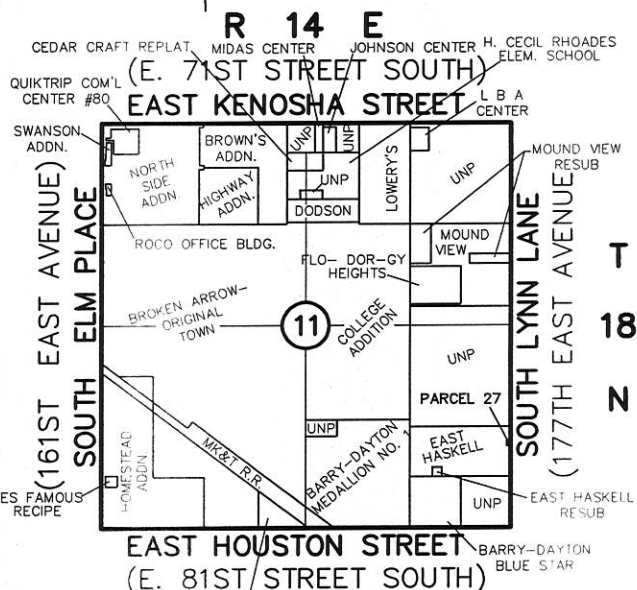 R 14 E
CEDAR CRAFT REPLAT
MIDAS CENTER
JOHNSON CENTER
H. CECIL RHOADES
ELEM. SCHOOL
(E. 71ST STREET SOUTH)
QUIKTRIP COM'L
CENTER #80
EAST KENOSHA STREET
L B A
CENTER
SWANSON
ADDN.
NORTH
SIDE
ADDN.
BROWN'S
ADDN.
HIGHWAY
ADDN.
UNP
UNP
UNP
DODSON
LOWERY'S
UNP
MOUND VIEW
RESUB
ROCO OFFICE BLDG.
MOUND
VIEW
FLO- DOR-GY
HEIGHTS
(161ST EAST AVENUE)
SOUTH ELM PLACE
SOUTH LYNN LANE
(177TH EAST AVENUE)
T
18
N
BROKEN ARROW-
ORIGINAL
TOWN
11
COLLEGE
ADDITION
UNP
PARCEL 27
MK&T R.R.
UNP
BARRY-DAYTON
MEDALLION NO. 1
EAST
HASKELL
HOMESTEAD
ADDN.
ES FAMOUS
RECIPE
UNP
EAST HASKELL
RESUB
EAST HOUSTON STREET
(E. 81ST STREET SOUTH)
BARRY-DAYTON
BLUE STAR